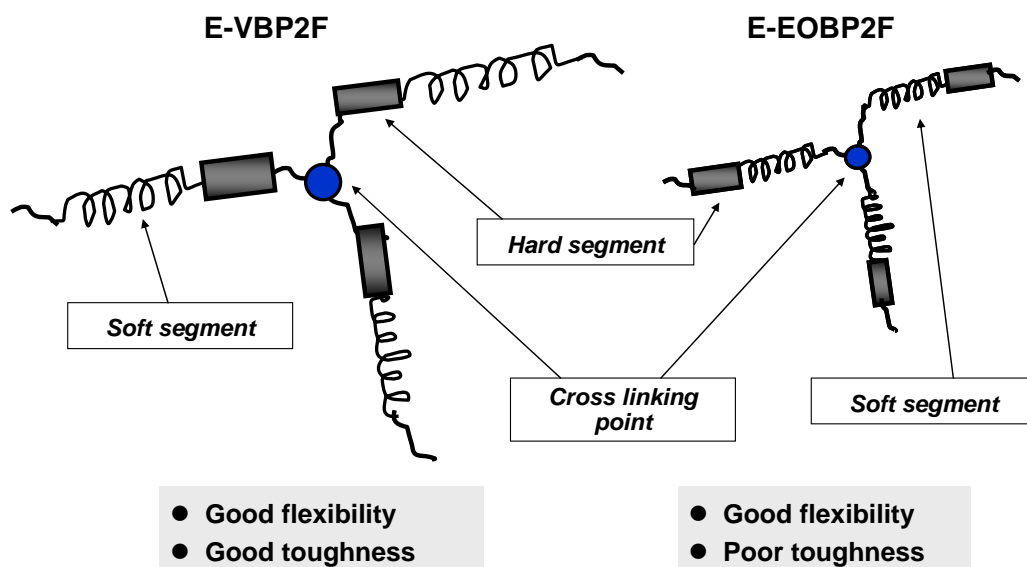 E-VBP2F
E-EOBP2F
Hard segment
Soft segment
Cross linking
point
Soft segment
● Good flexibility
● Good toughness
● Good flexibility
● Poor toughness